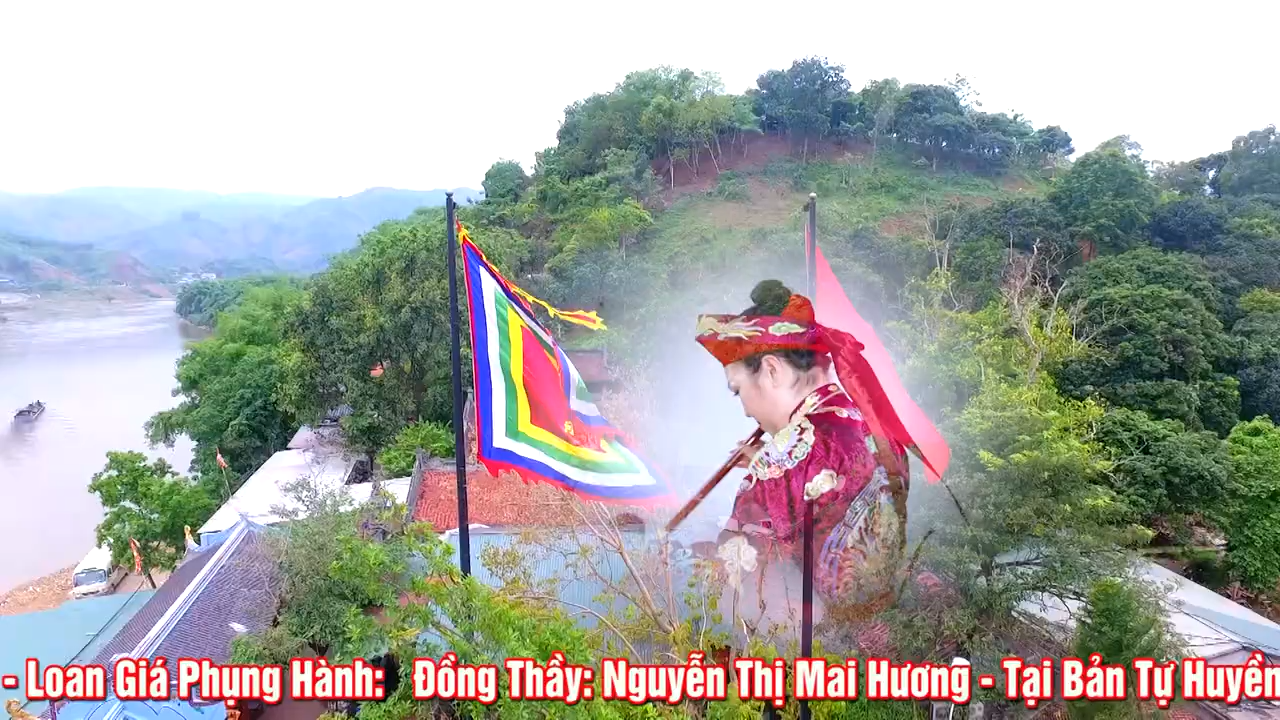 - Loan Giá Phụng Hành: Đồng Thầy: Nguyễn Thị Mai Hương - Tại Bản Tự Huyền